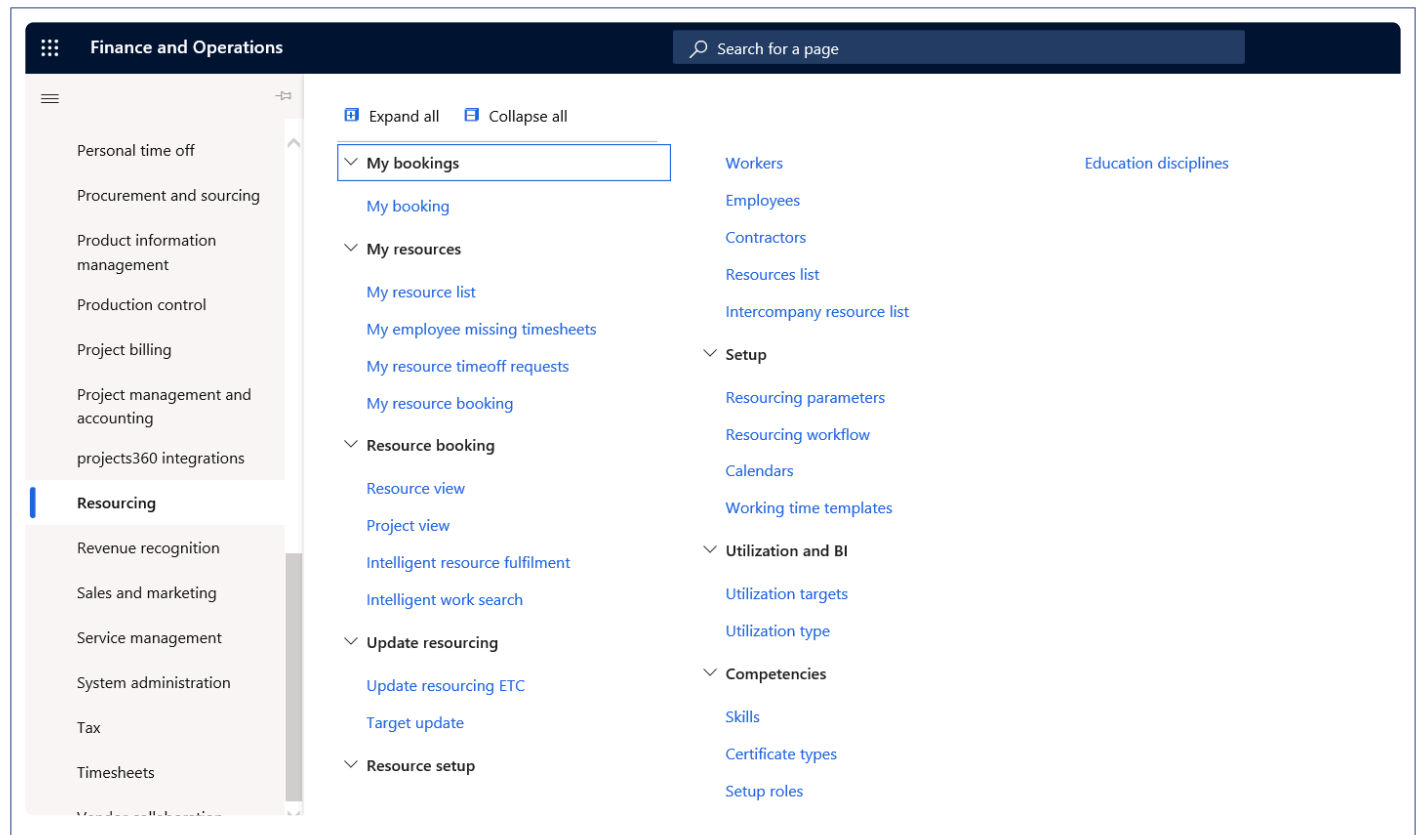 Finance and Operations
Search for a page
Personal time off
Procurement and sourcing
Product information
management
Production control
Project billing
Project management and
accounting
projects360 integrations
Resourcing
Revenue recognition
Sales and marketing
Service management
System administration
Tax
Timesheets
Expand all
Collapse all
My bookings
My booking
My resources
My resource list
My employee missing timesheets
My resource timeoff requests
My resource booking
Resource booking
Resource view
Project view
Intelligent resource fulfilment
Intelligent work search
Update resourcing
Update resourcing ETC
Target update
Resource setup
Workers
Employees
Contractors
Resources list
Intercompany resource list
Setup
Resourcing parameters
Resourcing workflow
Calendars
Working time templates
Utilization and BI
Utilization targets
Utilization type
Competencies
Skills
Certificate types
Setup roles
Education disciplines